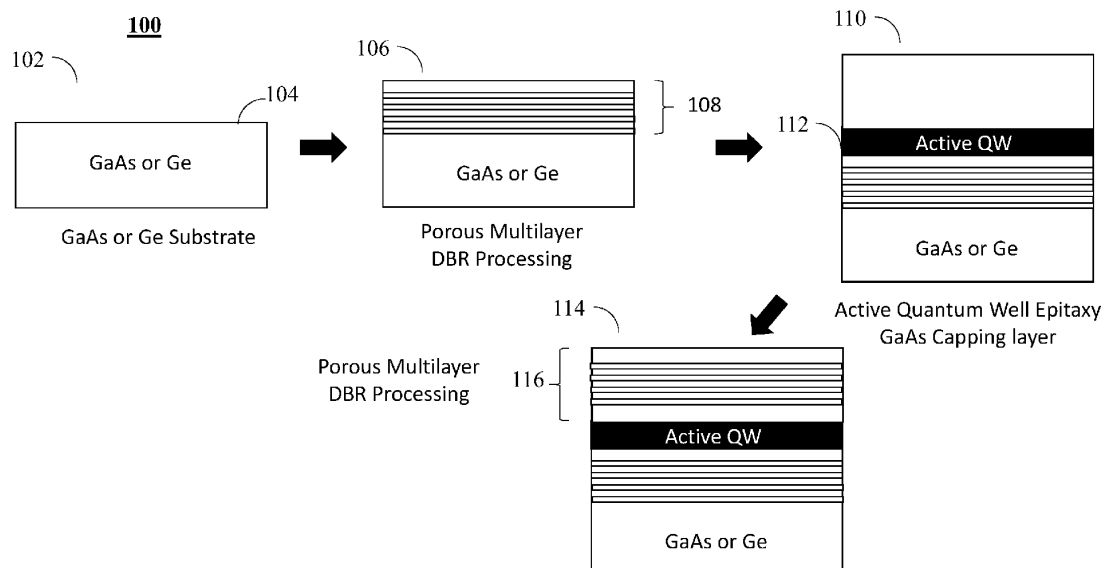 100
102
104
GaAs or Ge
GaAs or Ge Substrate
106
108
GaAs or Ge
Porous Multilayer
DBR Processing
110
112
Active QW
GaAs or Ge
Active Quantum Well Epitaxy
GaAs Capping layer
114
Porous Multilayer
DBR Processing
116
Active QW
GaAs or Ge